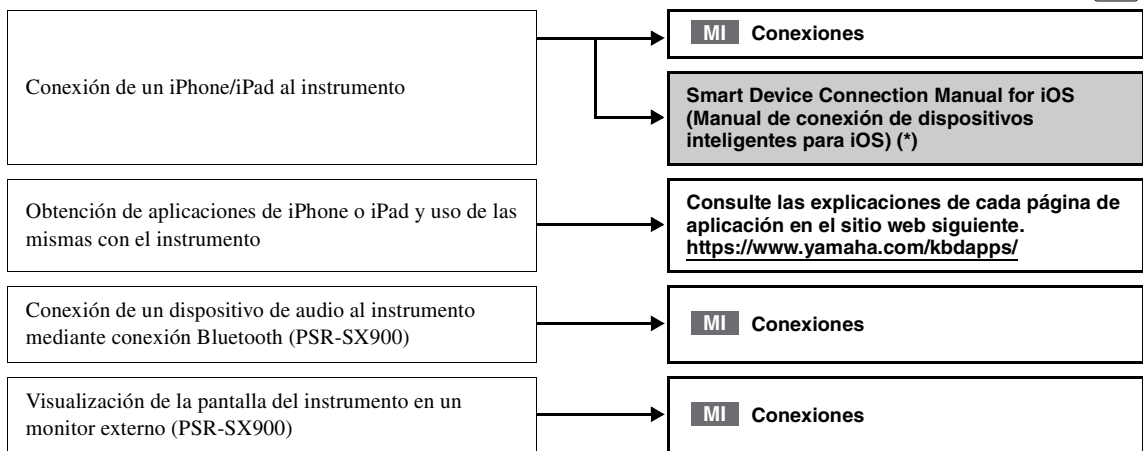 Conexión de un iPhone/iPad al instrumento
MI Conexiones
Smart Device Connection Manual for iOS
(Manual de conexión de dispositivos
inteligentes para iOS) (*)
Obtención de aplicaciones de iPhone o iPad y uso de las
mismas con el instrumento
Consulte las explicaciones de cada página de
aplicación en el sitio web siguiente.
https://www.yamaha.com/kbdapps/
Conexión de un dispositivo de audio al instrumento
mediante conexión Bluetooth (PSR-SX900)
MI Conexiones
Visualización de la pantalla del instrumento en un
monitor externo (PSR-SX900)
MI Conexiones